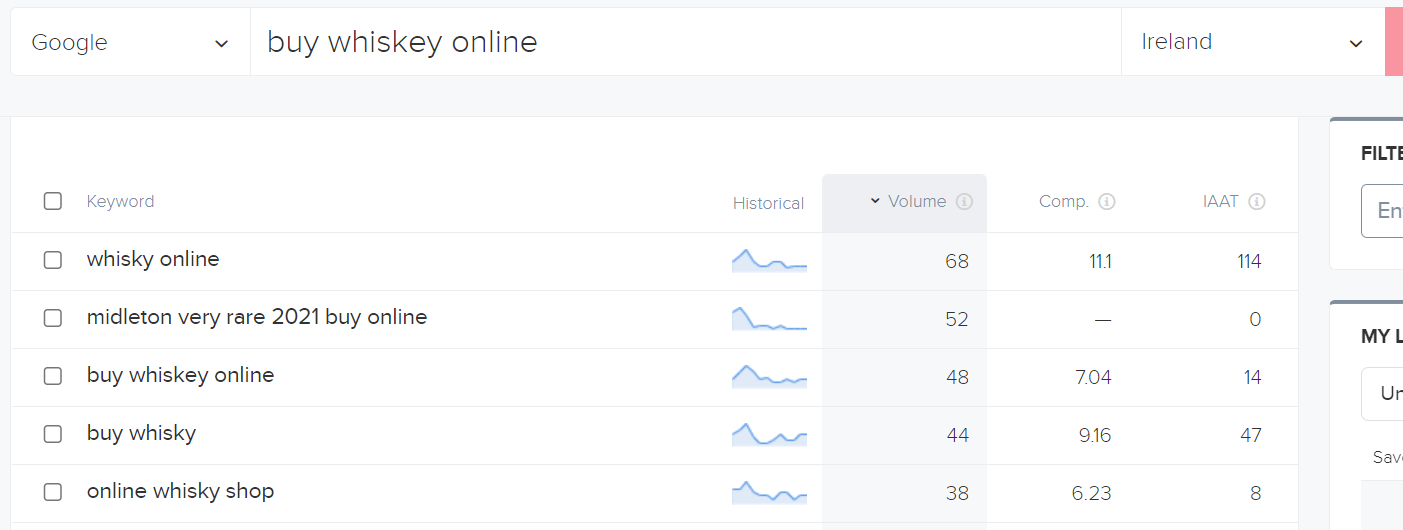 Google buy whiskey online Ireland
FILTE
Keyword Historical Volume Comp. IAAT
En
whisky online 68 11.1 114
midleton very rare 2021 buy online 52 — 0
MY L
buy whiskey online 48 7.04 14
Un
buy whisky 44 9.16 47
Sav
online whisky shop 38 6.23 8